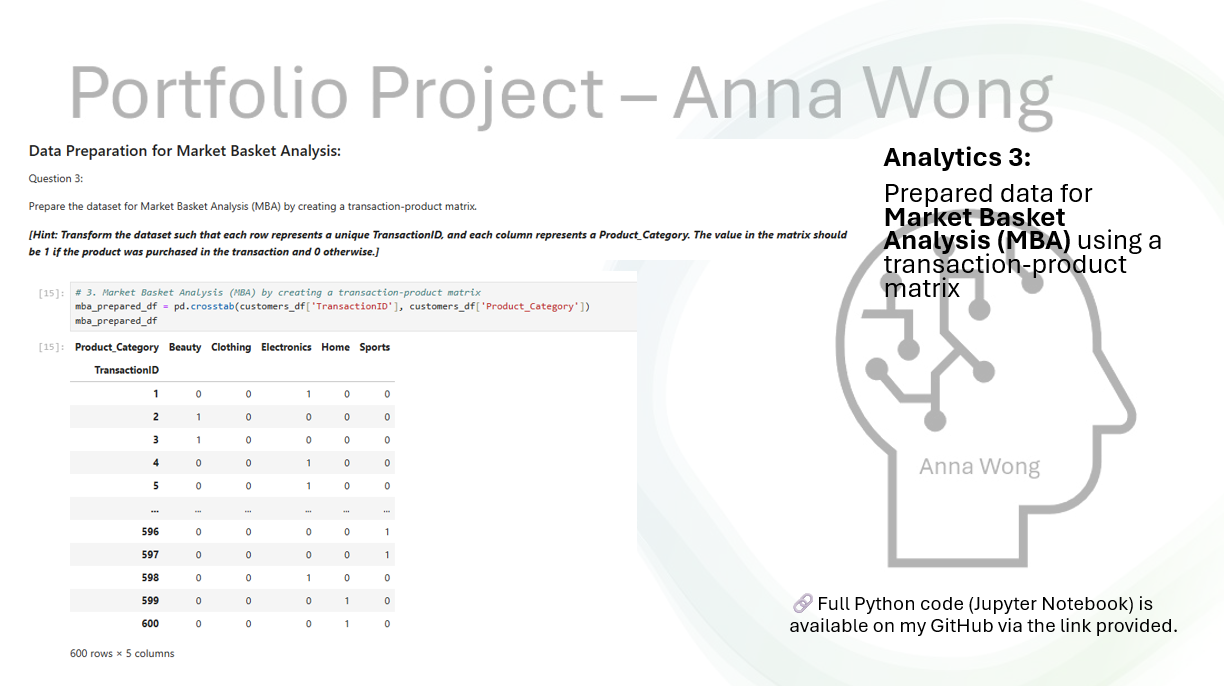 Portfolio Project – Anna Wong
Data Preparation for Market Basket Analysis:
Question 3:
Prepare the dataset for Market Basket Analysis (MBA) by creating a transaction-product matrix.
[Hint: Transform the dataset such that each row represents a unique TransactionID, and each column represents a Product_Category. The value in the matrix should
be 1 if the product was purchased in the transaction and 0 otherwise.]
[15]: # 3. Market Basket Analysis (MBA) by creating a transaction-product matrix
mba_prepared_df = pd.crosstab(customers_df['TransactionID'], customers_df['Product_Category'])
mba_prepared_df
[15]: Product_Category Beauty Clothing Electronics Home Sports
TransactionID
1 0 0 1 0 0
2 1 0 0 0 0
3 1 0 0 0 0
4 0 0 1 0 0
5 0 0 1 0 0
... ... ... ... ... ...
596 0 0 0 0 1
597 0 0 0 0 1
598 0 0 1 0 0
599 0 0 0 1 0
600 0 0 0 1 0
600 rows × 5 columns
Analytics 3:
Prepared data for
Market Basket
Analysis (MBA) using a
transaction-product
matrix
Anna Wong
🔗 Full Python code (Jupyter Notebook) is
available on my GitHub via the link provided.